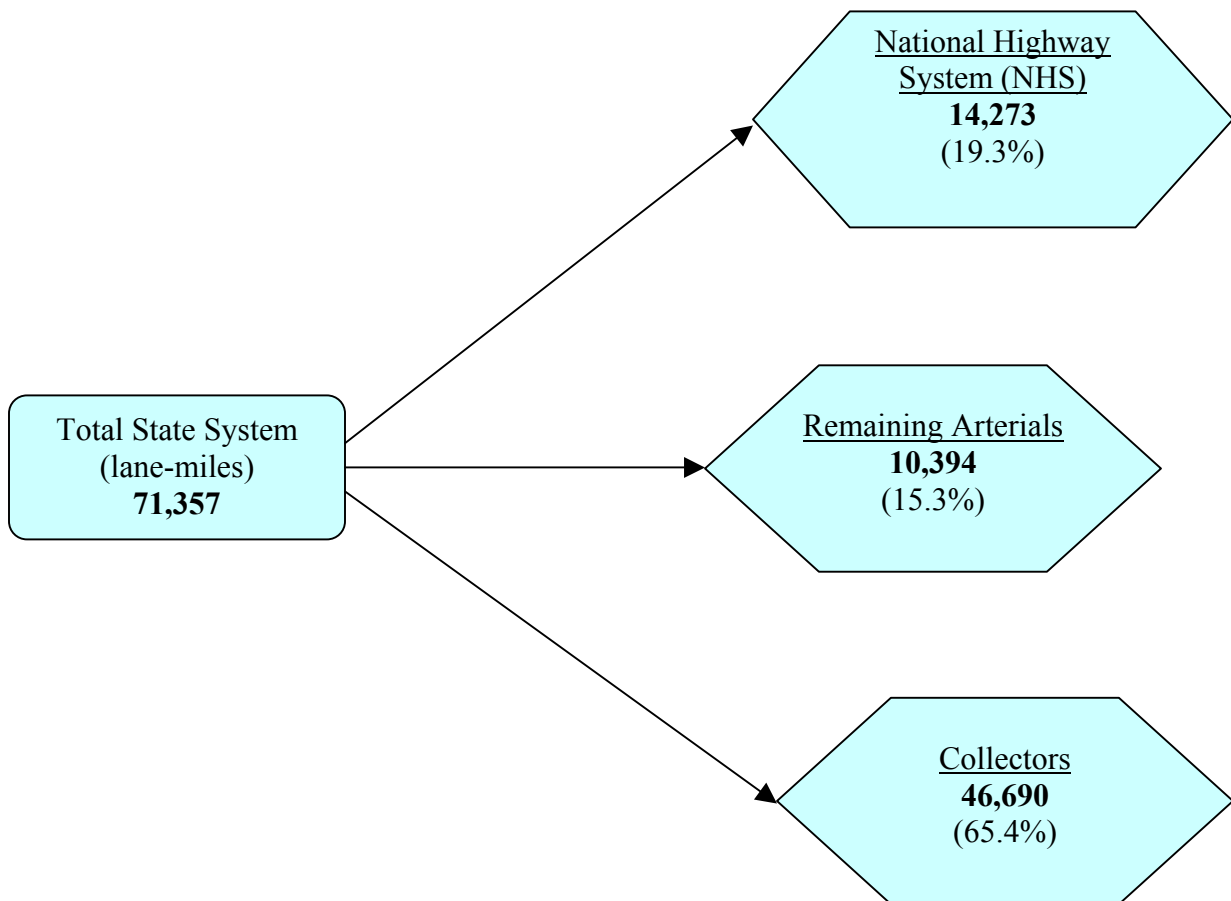 National Highway
System (NHS)
14,273
(19.3%)
Total State System
(lane-miles)
71,357
Remaining Arterials
10,394
(15.3%)
Collectors
46,690
(65.4%)